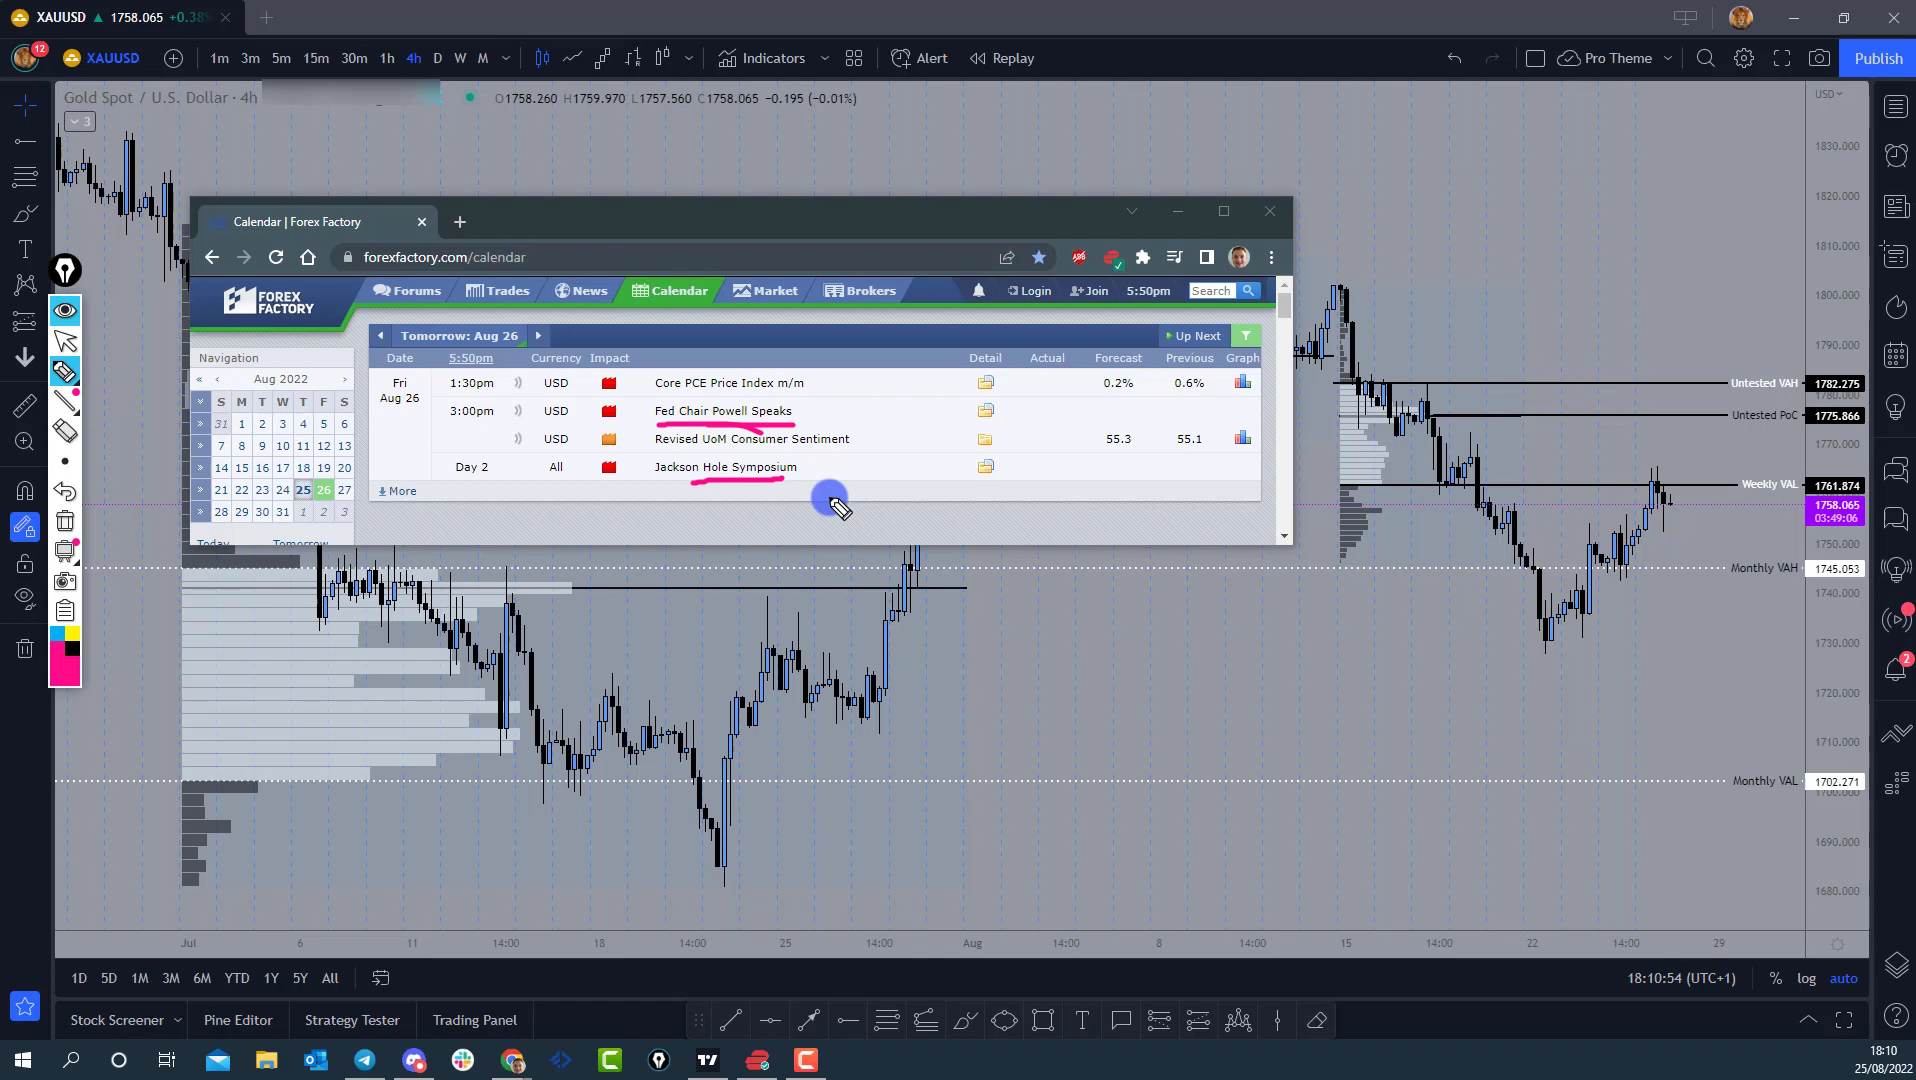 XAUUSD ▲ 1758.065 +0.38%
12
XAUUSD 1m 3m 5m 15m 30m 1h 4h D W M Indicators Alert Replay Pro Theme Publish
Gold Spot / U.S. Dollar · 4h O1758.260 H1759.970 L1757.560 C1758.065 −0.195 (−0.01%) USD
3
Calendar | Forex Factory
forexfactory.com/calendar
FOREX FACTORY
Forums Trades News Calendar Market Brokers Login Join 5:50pm Search
Tomorrow: Aug 26 Up Next
Date 5:50pm Currency Impact Detail Actual Forecast Previous Graph
Fri Aug 26 1:30pm USD Core PCE Price Index m/m 0.2% 0.6%
3:00pm USD Fed Chair Powell Speaks
USD Revised UoM Consumer Sentiment 55.3 55.1
Day 2 All Jackson Hole Symposium
More
Navigation
« ‹ Aug 2022 ›
S M T W T F S
» 31 1 2 3 4 5 6
» 7 8 9 10 11 12 13
» 14 15 16 17 18 19 20
» 21 22 23 24 25 26 27
» 28 29 30 31 1 2 3
Today Tomorrow
1830.000
1820.000
1810.000
1800.000
1790.000
Untested VAH 1782.275
1780.000
Untested PoC 1775.866
1770.000
Weekly VAL 1761.874
1758.065
03:49:06
1750.000
Monthly VAH 1745.053
1740.000
1730.000
1720.000
1710.000
Monthly VAL 1702.271
1700.000
1690.000
1680.000
2
Jul 6 11 14:00 18 14:00 25 14:00 Aug 14:00 8 14:00 15 14:00 22 14:00 29
1D 5D 1M 3M 6M YTD 1Y 5Y All 18:10:54 (UTC+1) % log auto
Stock Screener Pine Editor Strategy Tester Trading Panel
18:10
25/08/2022